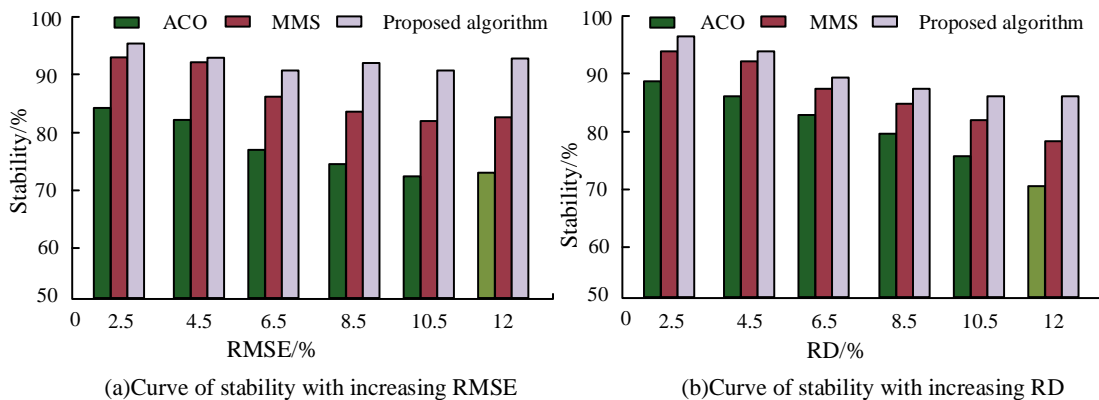 ACO MMS Proposed algorithm
100
90
80
70
60
50
0
Stability/%
2.5 4.5 6.5 8.5 10.5 12
RMSE/%
(a)Curve of stability with increasing RMSE
ACO MMS Proposed algorithm
100
90
80
70
60
50
0
Stability/%
2.5 4.5 6.5 8.5 10.5 12
RD/%
(b)Curve of stability with increasing RD